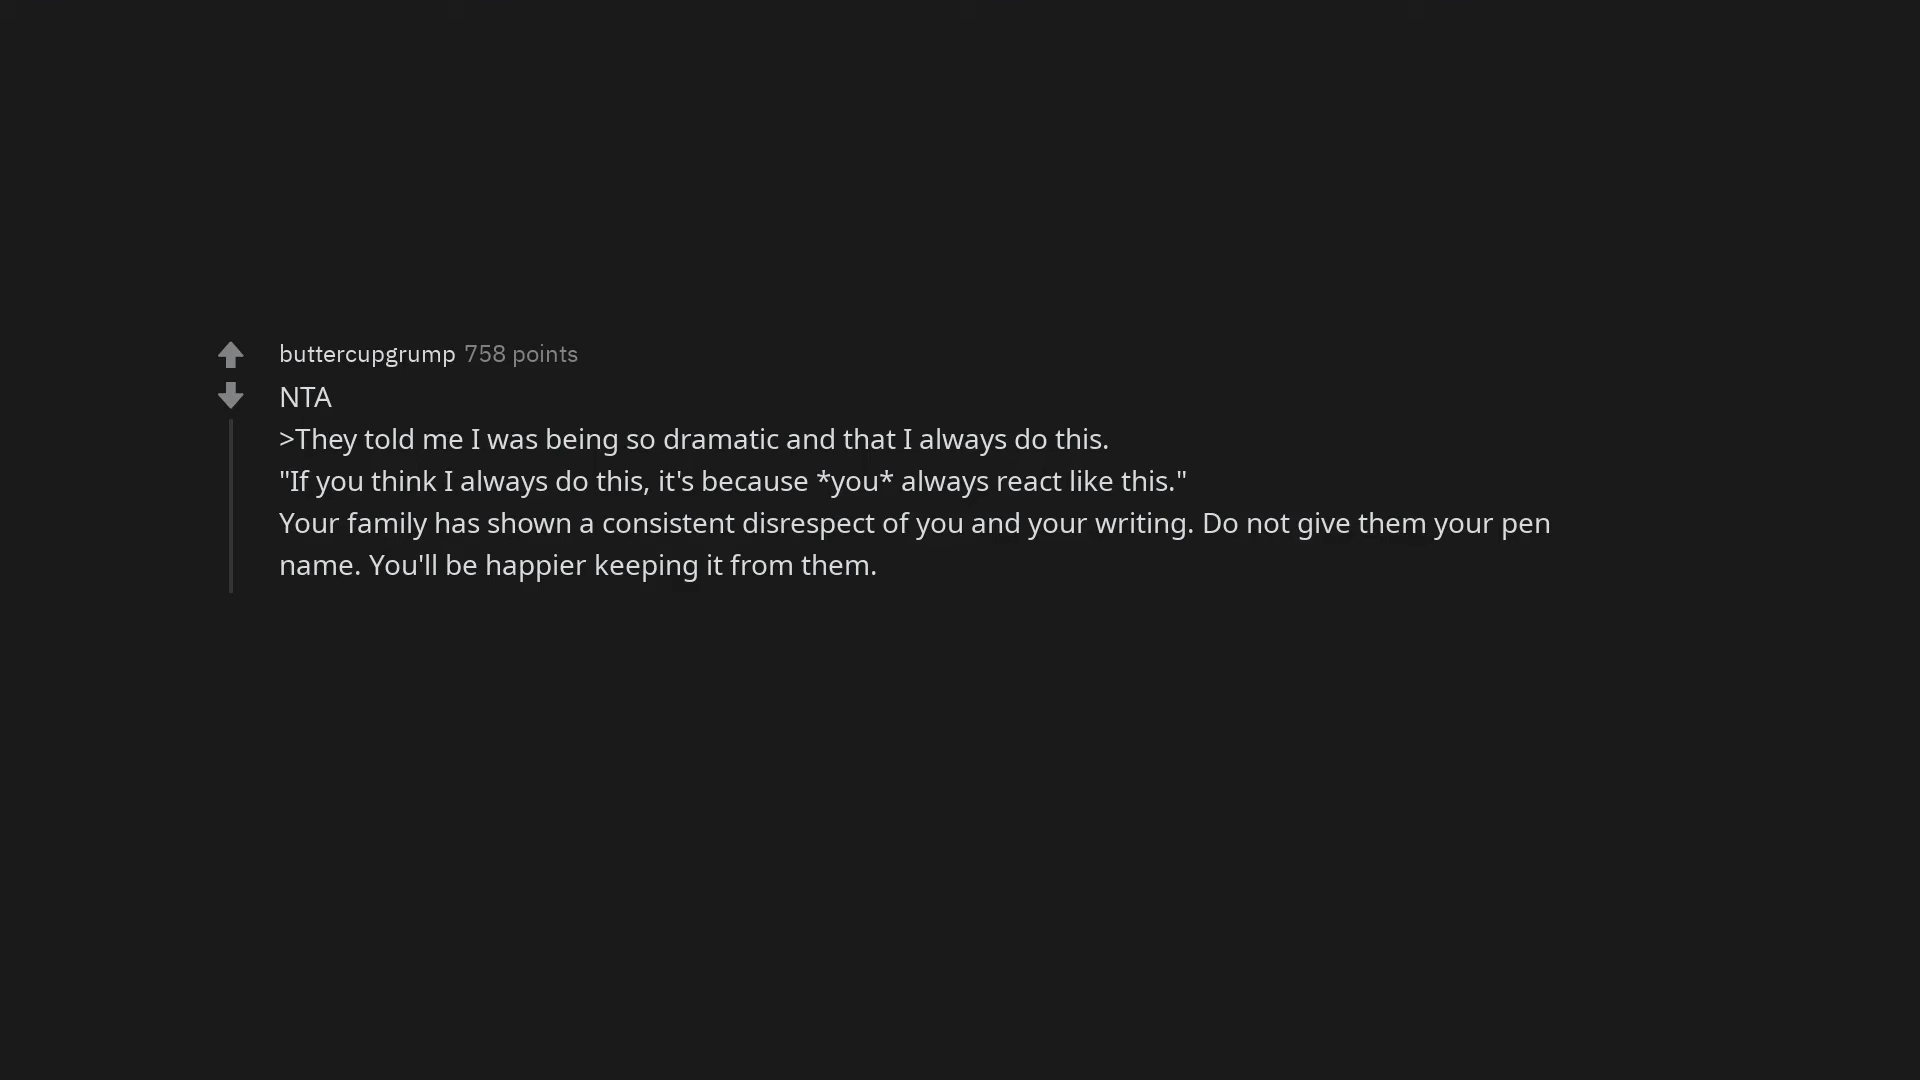 buttercupgrump 758 points
NTA
>They told me I was being so dramatic and that I always do this.
"If you think I always do this, it's because *you* always react like this."
Your family has shown a consistent disrespect of you and your writing. Do not give them your pen
name. You'll be happier keeping it from them.